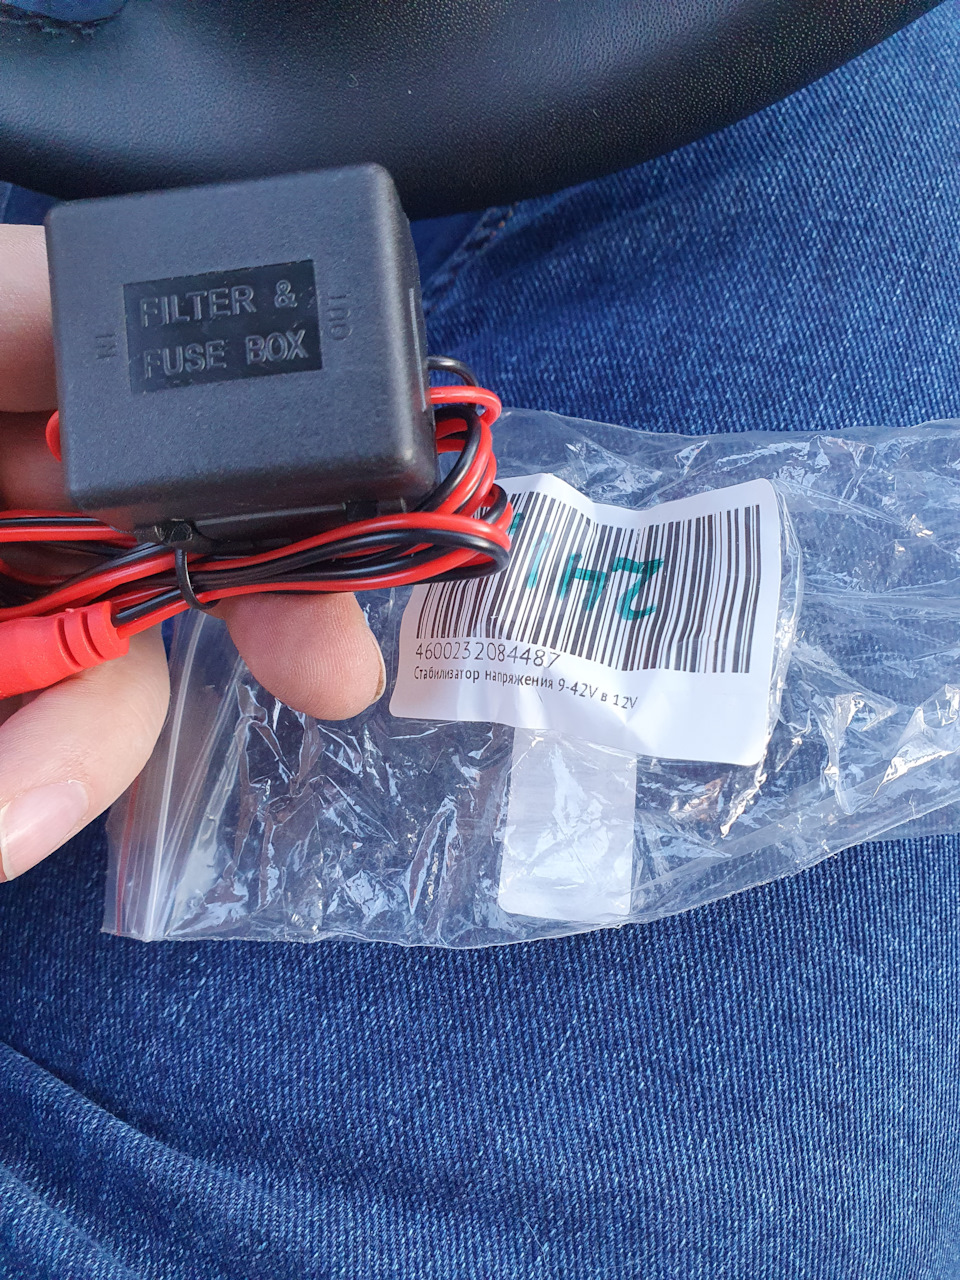 FILTER &
FUSE BOX
IN
OUT
4600232084487
Стабилизатор напряжения 9-42V в 12V